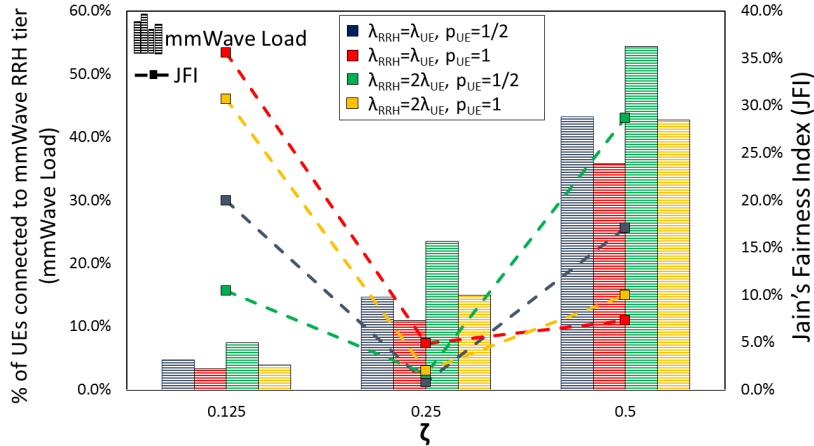 % of UEs connected to mmWave RRH tier
(mmWave Load)
60.0%
50.0%
40.0%
30.0%
20.0%
10.0%
0.0%
mmWave Load
JFI
λRRH=λUE, pUE=1/2
λRRH=λUE, pUE=1
λRRH=2λUE, pUE=1/2
λRRH=2λUE, pUE=1
40.0%
35.0%
30.0%
25.0%
20.0%
15.0%
10.0%
5.0%
0.0%
Jain's Fairness Index (JFI)
0.125 0.25 0.5
ζ